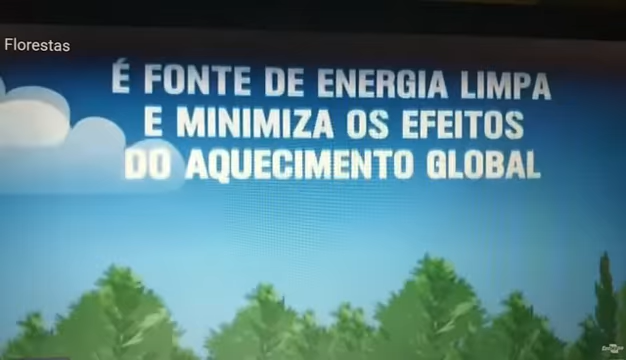 Florestas
É FONTE DE ENERGIA LIMPA
E MINIMIZA OS EFEITOS
DO AQUECIMENTO GLOBAL